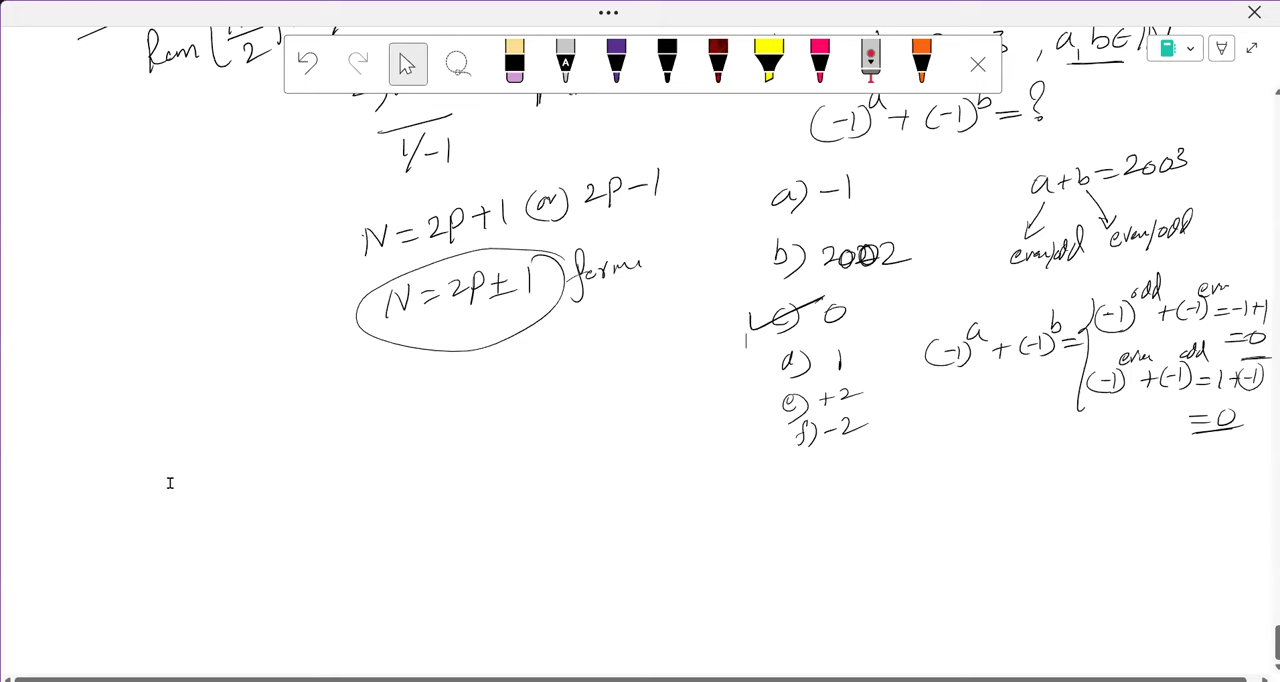 Rem(
2
, a, b ∈ N
1/-1
(-1)^a + (-1)^b = ?
N = 2P+1 (or) 2P-1
N = 2P±1 form
a) -1
b) 2002
c) 0
d) 1
e) +2
f) -2
a+b = 2003
even/odd even/odd
(-1)^a + (-1)^b =
(-1)^odd + (-1)^even = -1+1
= 0
(-1)^even + (-1)^odd = 1+(-1)
= 0